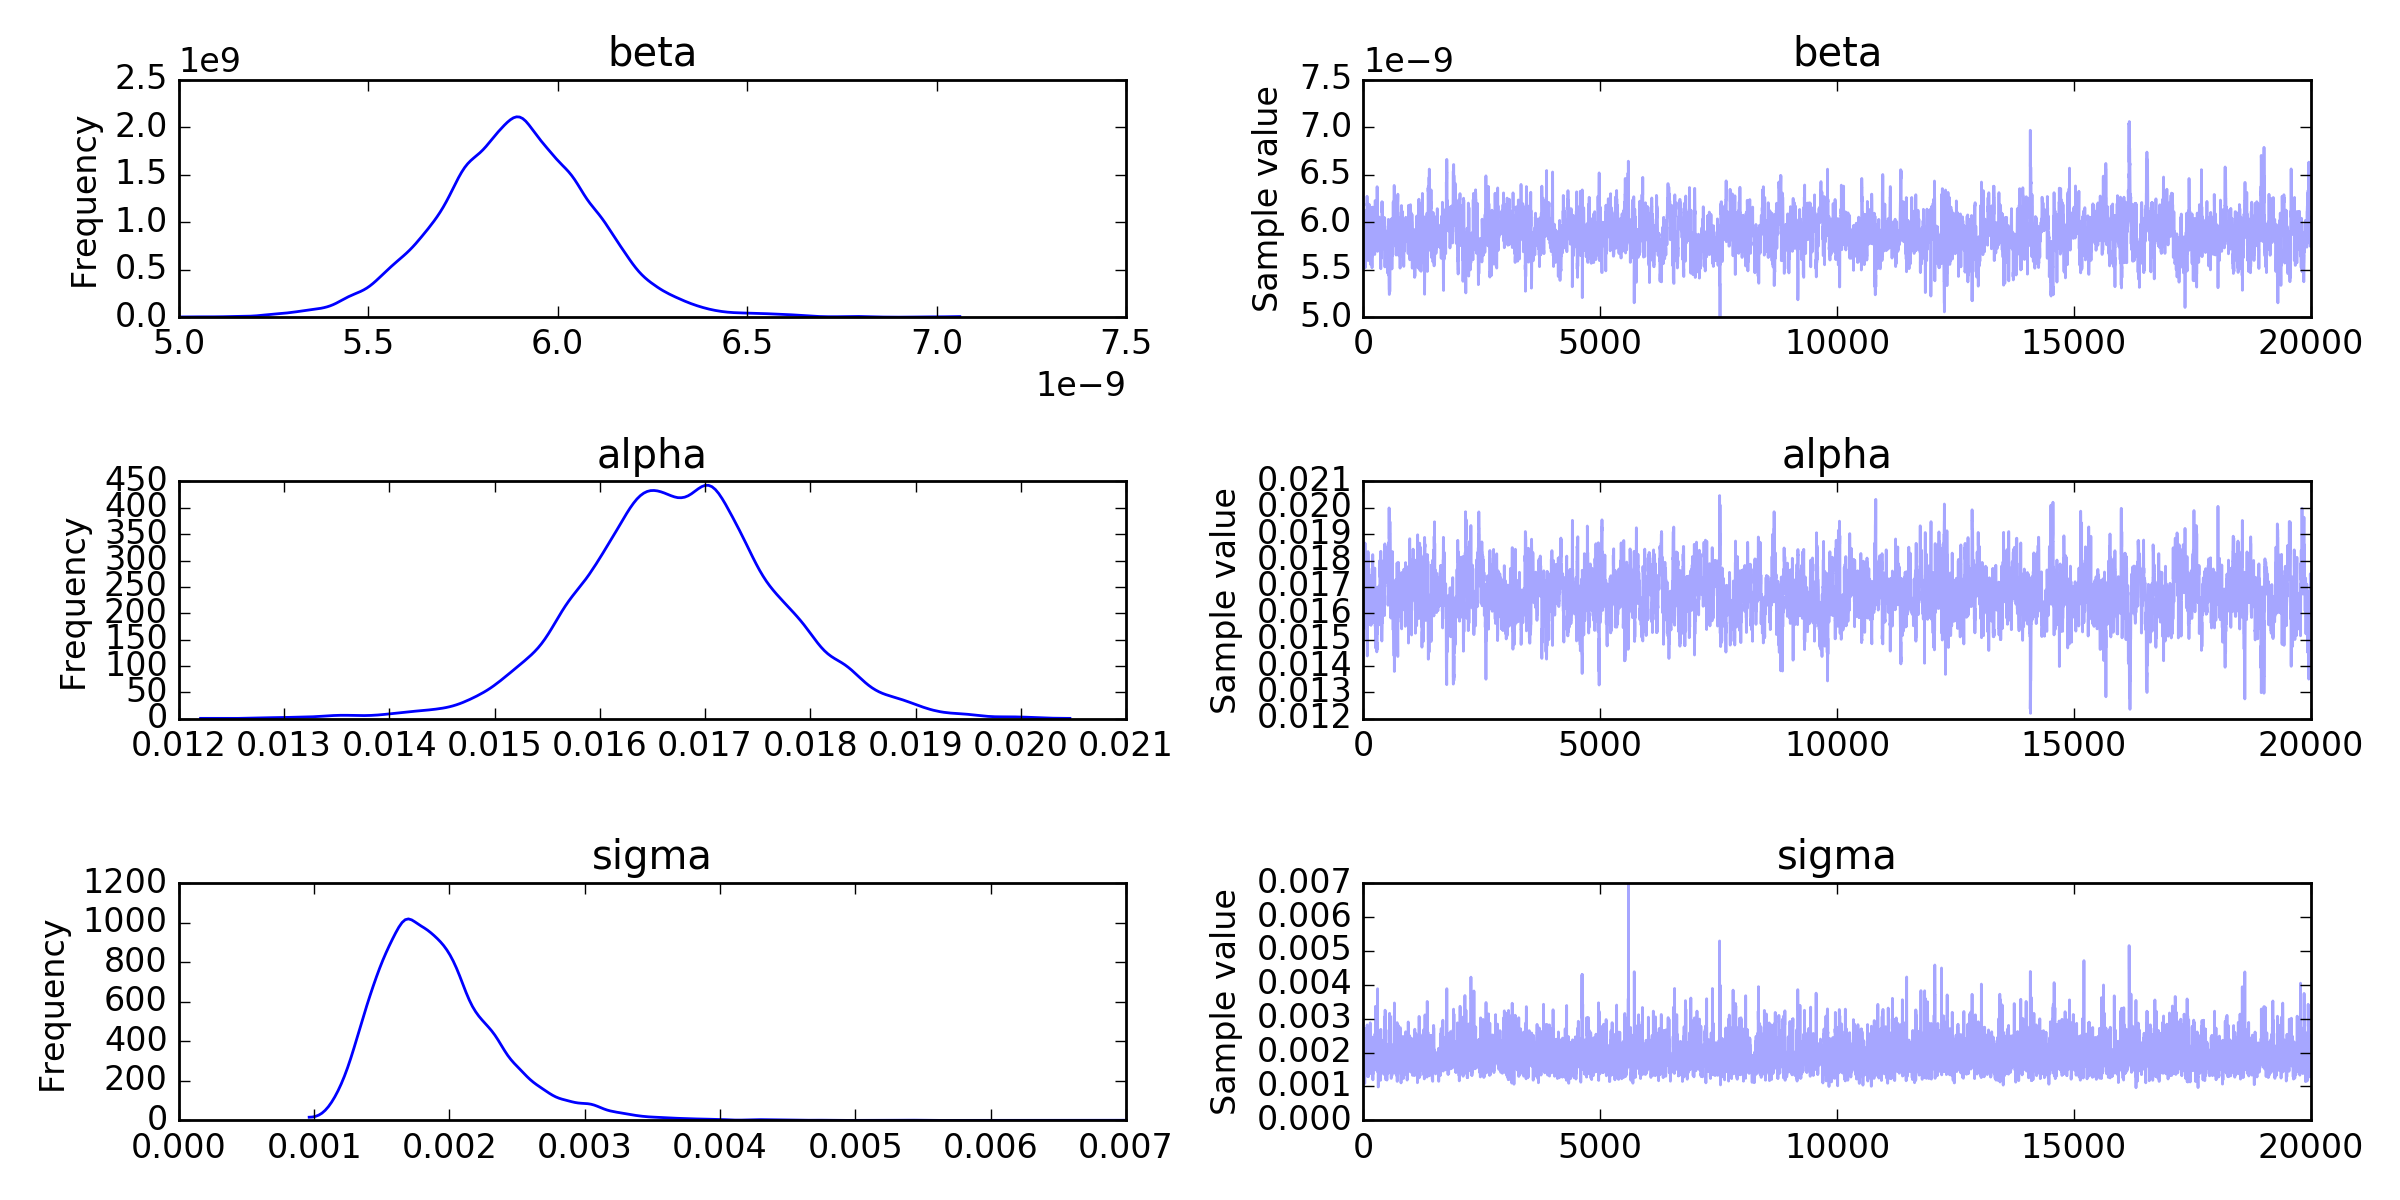 beta
1e9
2.5
2.0
1.5
1.0
0.5
0.0
Frequency
5.0 5.5 6.0 6.5 7.0 7.5
1e−9
beta
1e−9
7.5
7.0
6.5
6.0
5.5
5.0
Sample value
0 5000 10000 15000 20000
alpha
450
400
350
300
250
200
150
100
50
0
Frequency
0.012 0.013 0.014 0.015 0.016 0.017 0.018 0.019 0.020 0.021
alpha
0.021
0.020
0.019
0.018
0.017
0.016
0.015
0.014
0.013
0.012
Sample value
0 5000 10000 15000 20000
sigma
1200
1000
800
600
400
200
0
Frequency
0.000 0.001 0.002 0.003 0.004 0.005 0.006 0.007
sigma
0.007
0.006
0.005
0.004
0.003
0.002
0.001
0.000
Sample value
0 5000 10000 15000 20000